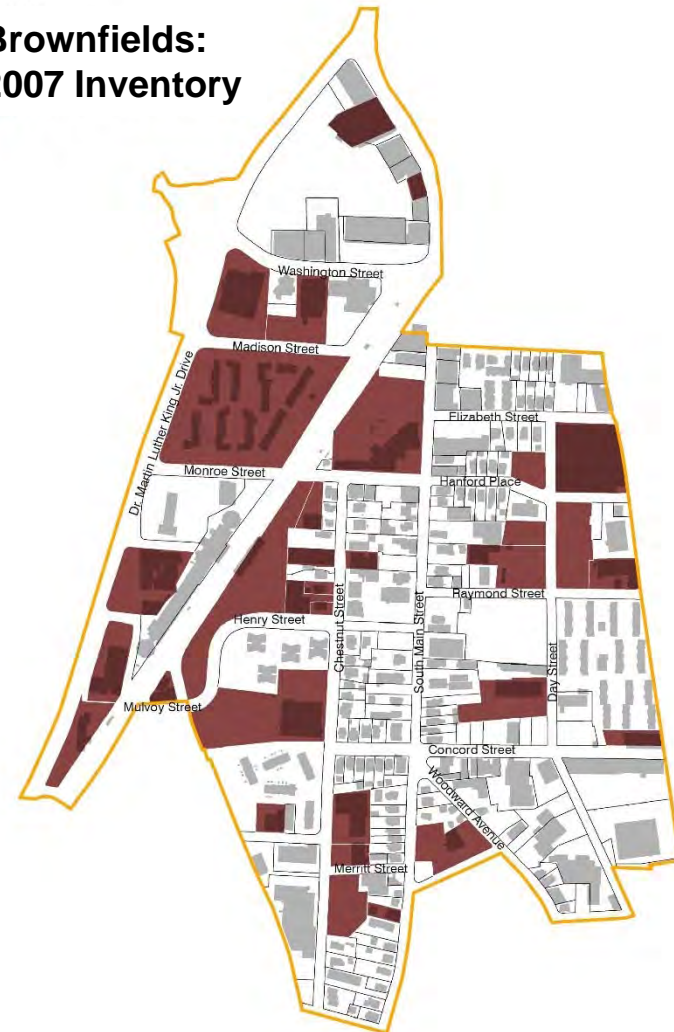 Brownfields:
2007 Inventory
Washington Street
Madison Street
Dr. Martin Luther King Jr. Drive
Elizabeth Street
Monroe Street
Hanford Place
Raymond Street
Henry Street
Chestnut Street
South Main Street
Day Street
Mulvoy Street
Concord Street
Woodward Avenue
Merritt Street